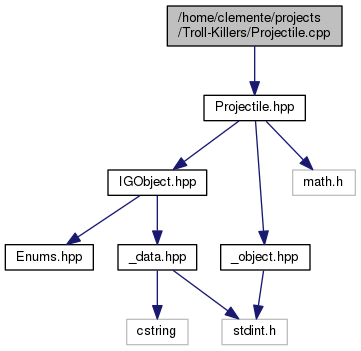 /home/clemente/projects
/Troll-Killers/Projectile.cpp
Projectile.hpp
IGObject.hpp
math.h
Enums.hpp
_data.hpp
_object.hpp
cstring
stdint.h